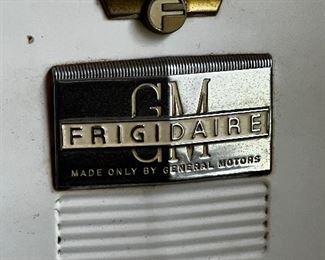 F
GM
FRIGIDAIRE
MADE ONLY BY GENERAL MOTORS